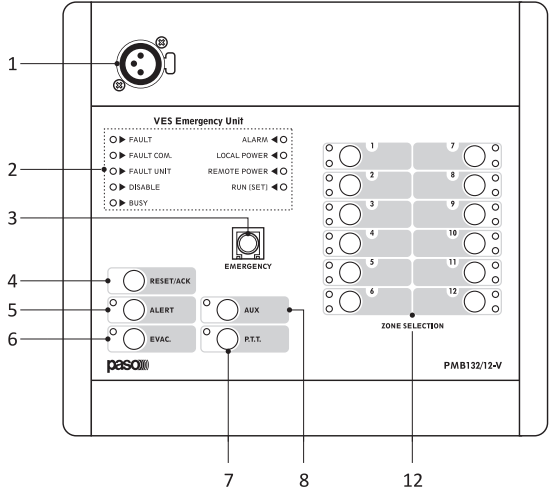 1
VES Emergency Unit
FAULT
ALARM
FAULT COM.
LOCAL POWER
2
FAULT UNIT
REMOTE POWER
DISABLE
RUN (SET)
BUSY
3
EMERGENCY
4
RESET/ACK
5
ALERT
AUX
6
EVAC.
P.T.T.
1
7
2
8
3
9
4
10
5
11
6
12
ZONE SELECTION
paso
PMB132/12-V
7
8
12